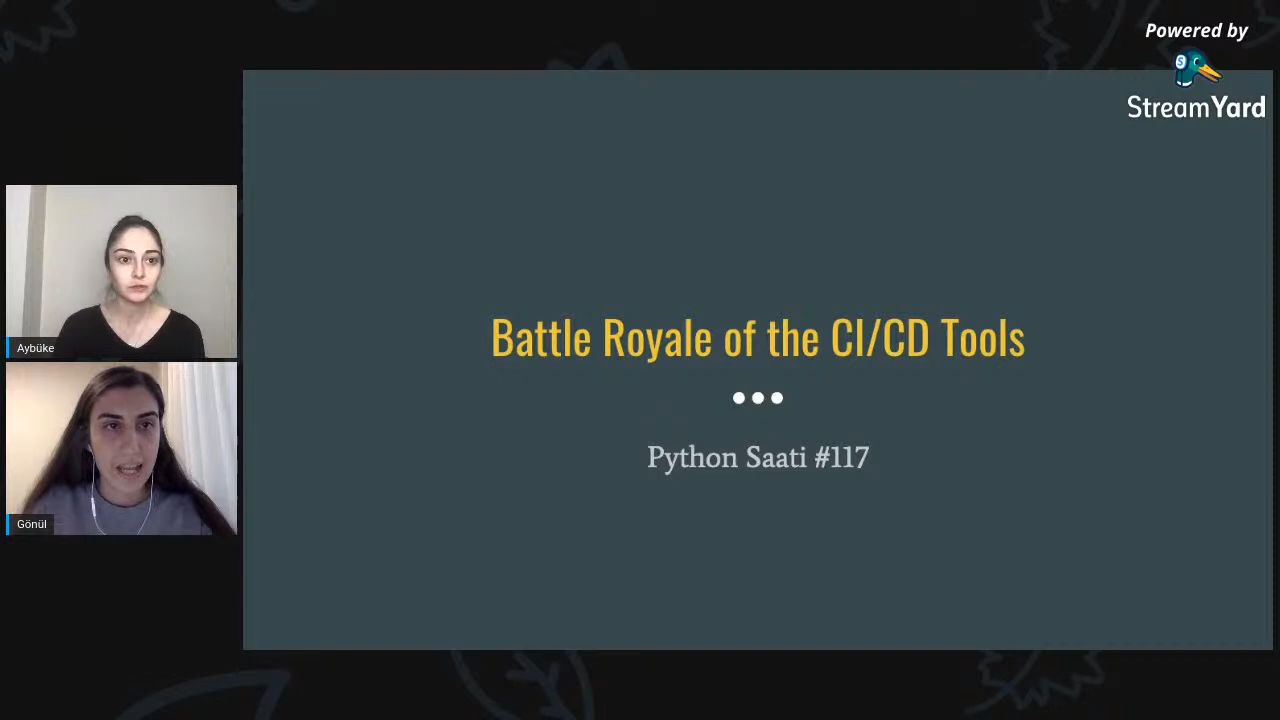 Powered by
StreamYard
Battle Royale of the CI/CD Tools
Python Saati #117
Aybüke
Gönül